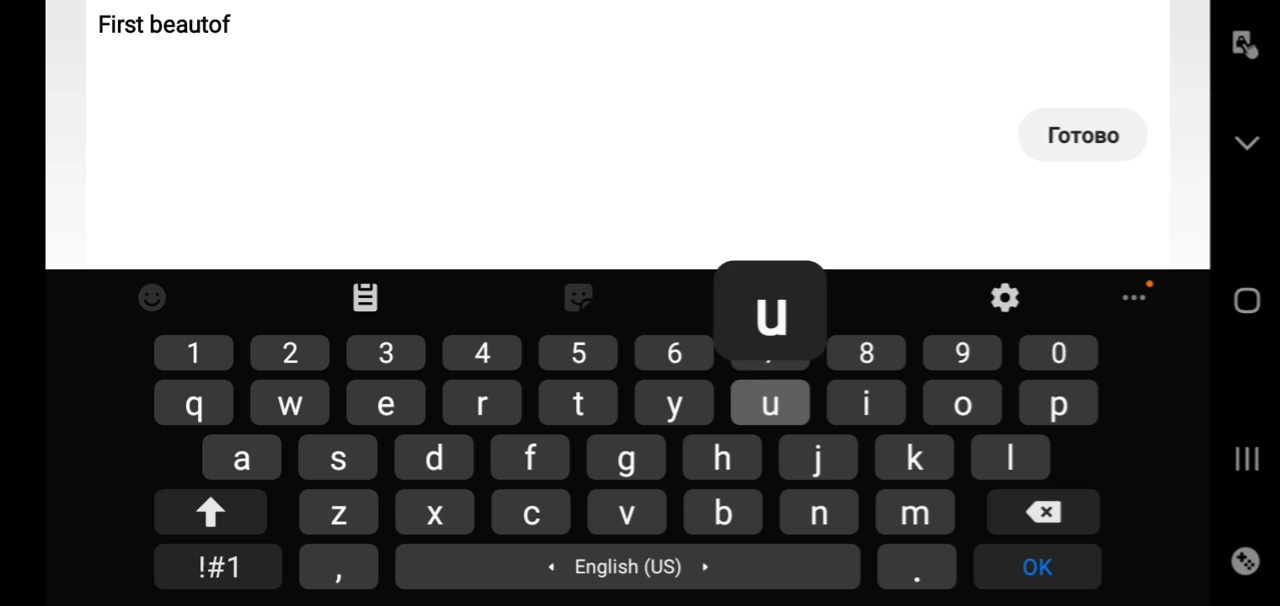 First beautof
Готово
u
1 2 3 4 5 6 8 9 0
q w e r t y u i o p
a s d f g h j k l
z x c v b n m
!#1 , English (US) . OK